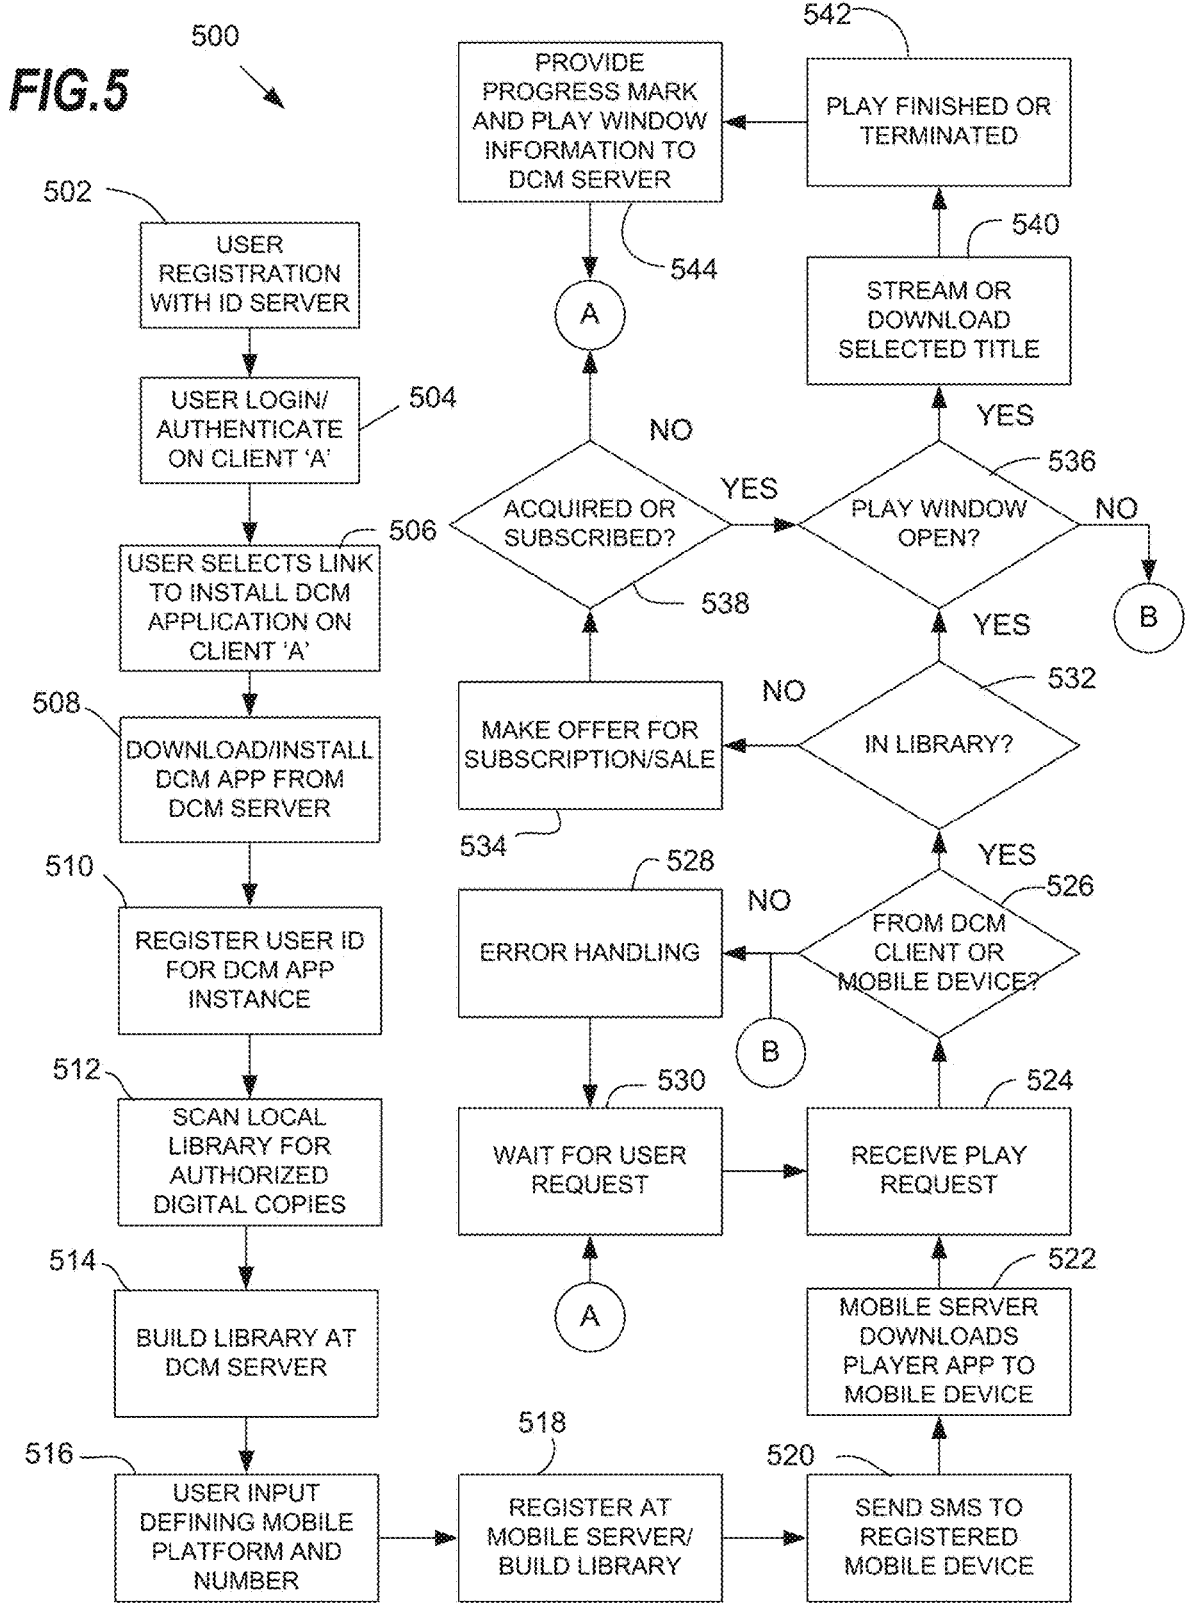 500
FIG.5
502
USER
REGISTRATION
WITH ID SERVER
504
USER LOGIN/
AUTHENTICATE
ON CLIENT 'A'
506
USER SELECTS LINK
TO INSTALL DCM
APPLICATION ON
CLIENT 'A'
508
DOWNLOAD/INSTALL
DCM APP FROM
DCM SERVER
510
REGISTER USER ID
FOR DCM APP
INSTANCE
512
SCAN LOCAL
LIBRARY FOR
AUTHORIZED
DIGITAL COPIES
514
BUILD LIBRARY AT
DCM SERVER
516
USER INPUT
DEFINING MOBILE
PLATFORM AND
NUMBER
518
REGISTER AT
MOBILE SERVER/
BUILD LIBRARY
520
SEND SMS TO
REGISTERED
MOBILE DEVICE
522
MOBILE SERVER
DOWNLOADS
PLAYER APP TO
MOBILE DEVICE
524
RECEIVE PLAY
REQUEST
526
FROM DCM
CLIENT OR
MOBILE DEVICE?
NO
YES
B
528
ERROR HANDLING
530
WAIT FOR USER
REQUEST
A
532
IN LIBRARY?
NO
YES
534
MAKE OFFER FOR
SUBSCRIPTION/SALE
538
ACQUIRED OR
SUBSCRIBED?
NO
YES
536
PLAY WINDOW
OPEN?
NO
B
YES
540
STREAM OR
DOWNLOAD
SELECTED TITLE
542
PLAY FINISHED OR
TERMINATED
544
PROVIDE
PROGRESS MARK
AND PLAY WINDOW
INFORMATION TO
DCM SERVER
A